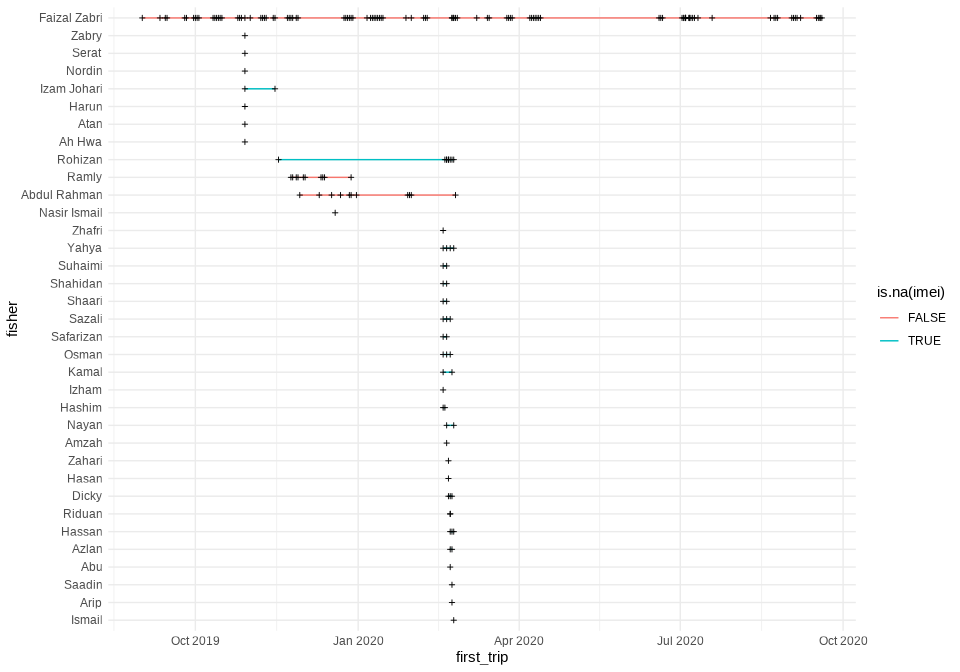 Faizal Zabri
Zabry
Serat
Nordin
Izam Johari
Harun
Atan
Ah Hwa
Rohizan
Ramly
Abdul Rahman
Nasir Ismail
Zhafri
Yahya
Suhaimi
Shahidan
Shaari
Sazali
Safarizan
Osman
Kamal
Izham
Hashim
Nayan
Amzah
Zahari
Hasan
Dicky
Riduan
Hassan
Azlan
Abu
Saadin
Arip
Ismail
fisher
Oct 2019 Jan 2020 Apr 2020 Jul 2020 Oct 2020
first_trip
is.na(imei)
FALSE
TRUE